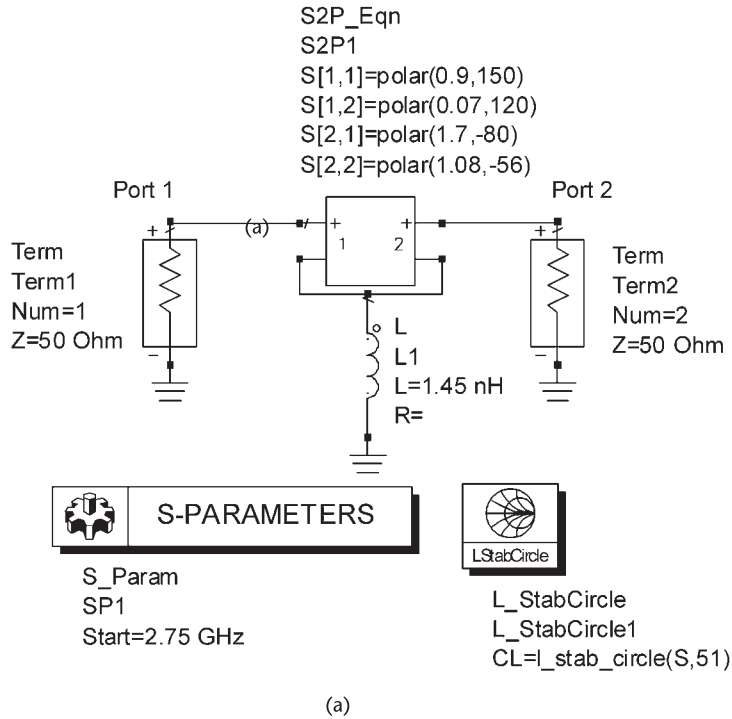 S2P_Eqn
S2P1
S[1,1]=polar(0.9,150)
S[1,2]=polar(0.07,120)
S[2,1]=polar(1.7,-80)
S[2,2]=polar(1.08,-56)
Port 1
Port 2
+
(a)
+
+
+
1
2
Term
Term1
Num=1
Z=50 Ohm
-
Term
Term2
Num=2
Z=50 Ohm
-
L
L1
L=1.45 nH
R=
S-PARAMETERS
LStabCircle
S_Param
SP1
Start=2.75 GHz
L_StabCircle
L_StabCircle1
CL=l_stab_circle(S,51)
(a)